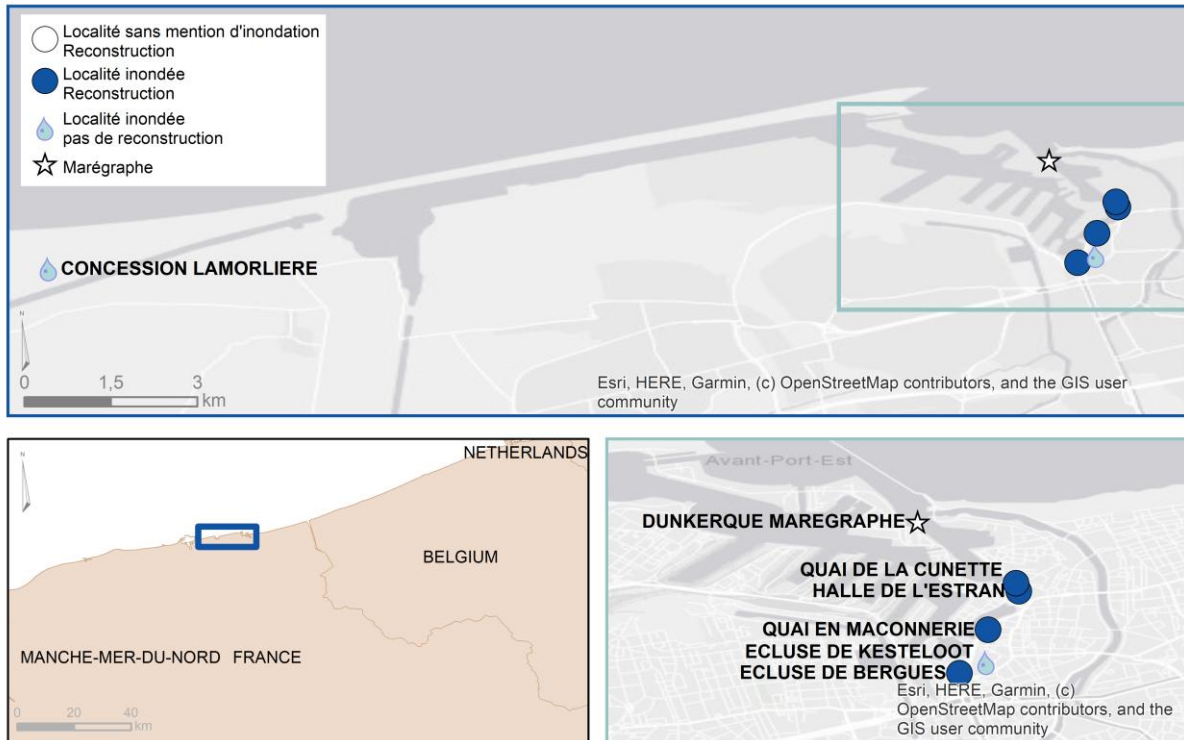 Localité sans mention d'inondation
Reconstruction
Localité inondée
Reconstruction
Localité inondée
pas de reconstruction
Marégraphe
CONCESSION LAMORLIERE
N
0 1,5 3
km
Esri, HERE, Garmin, (c) OpenStreetMap contributors, and the GIS user
community
N
NETHERLANDS
BELGIUM
MANCHE-MER-DU-NORD FRANCE
0 20 40
km
Avant-Port-Est
DUNKERQUE MAREGRAPHE
QUAI DE LA CUNETTE
HALLE DE L'ESTRAN
QUAI EN MACONNERIE
ECLUSE DE KESTELOOT
ECLUSE DE BERGUES
Esri, HERE, Garmin, (c)
OpenStreetMap contributors, and the
GIS user community